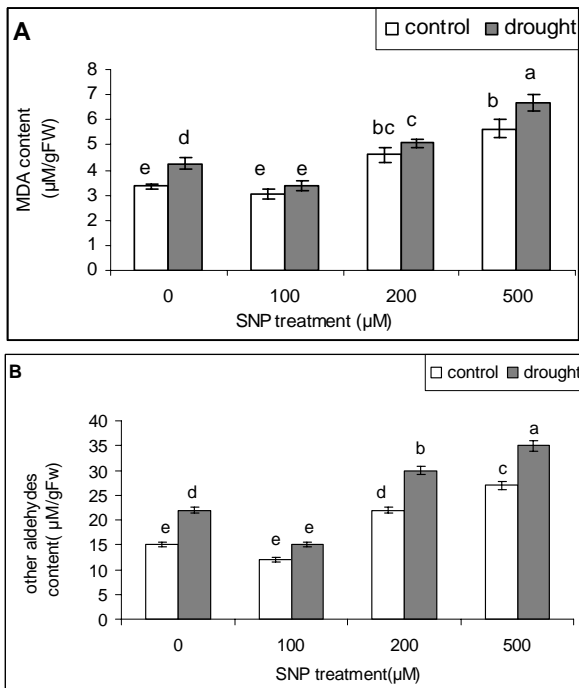 A
control drought
MDA content
(µM/gFW)
8
7
6
5
4
3
2
1
0
e d e e bc c b a
0 100 200 500
SNP treatment (µM)
B
control drought
other aldehydes
content( µM/gFw)
40
35
30
25
20
15
10
5
0
e d e e d b c a
0 100 200 500
SNP treatment(µM)